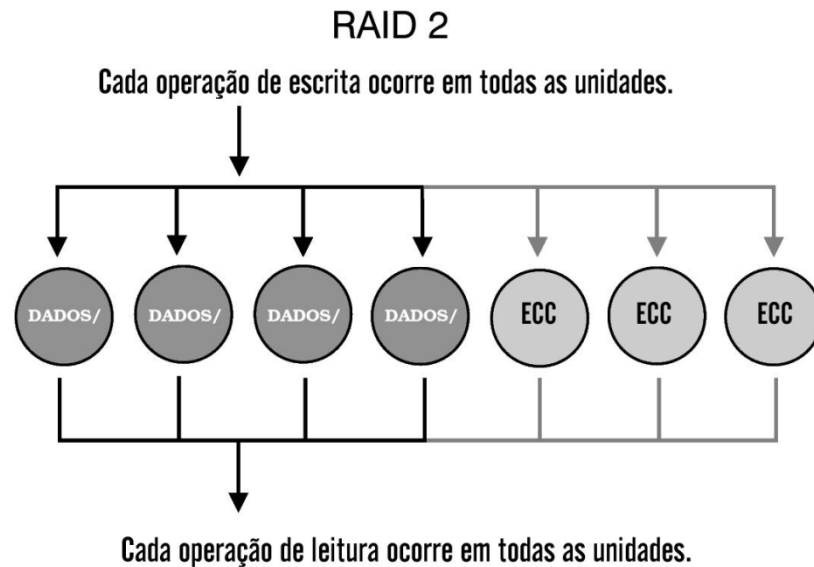 RAID 2
Cada operação de escrita ocorre em todas as unidades.
DADOS/ DADOS/ DADOS/ DADOS/ ECC ECC ECC
Cada operação de leitura ocorre em todas as unidades.